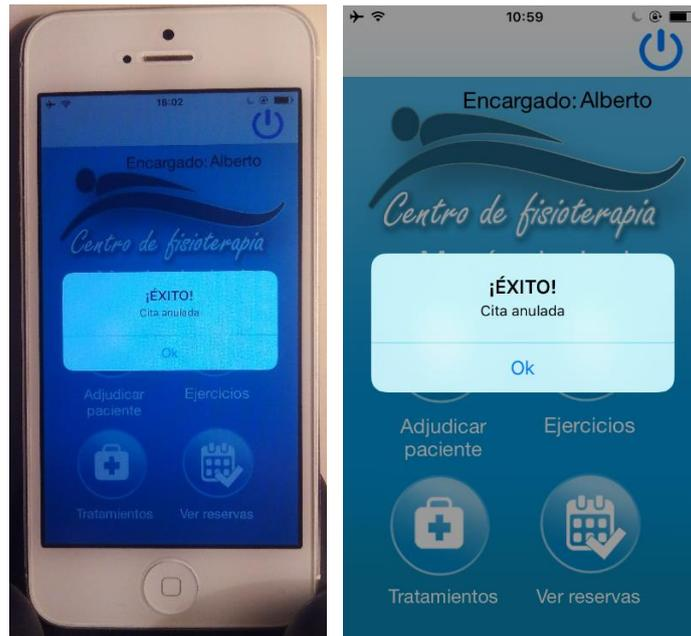 16:02
Encargado: Alberto
Centro de fisioterapia
¡ÉXITO!
Cita anulada
Ok
Adjudicar
paciente
Ejercicios
Tratamientos
Ver reservas
10:59
Encargado: Alberto
Centro de fisioterapia
¡ÉXITO!
Cita anulada
Ok
Adjudicar
paciente
Ejercicios
Tratamientos
Ver reservas